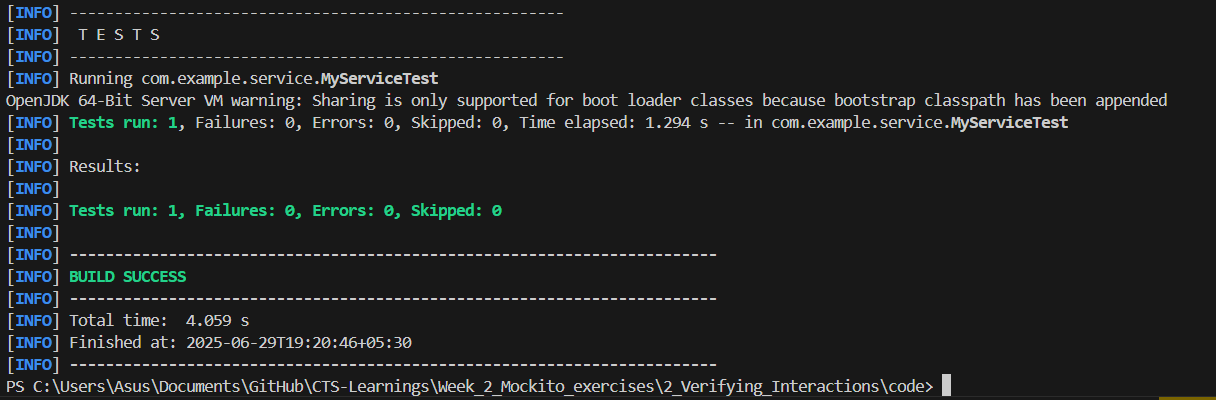 [INFO] -------------------------------------------------------
[INFO]  T E S T S
[INFO] -------------------------------------------------------
[INFO] Running com.example.service.MyServiceTest
OpenJDK 64-Bit Server VM warning: Sharing is only supported for boot loader classes because bootstrap classpath has been appended
[INFO] Tests run: 1, Failures: 0, Errors: 0, Skipped: 0, Time elapsed: 1.294 s -- in com.example.service.MyServiceTest
[INFO]
[INFO] Results:
[INFO]
[INFO] Tests run: 1, Failures: 0, Errors: 0, Skipped: 0
[INFO]
[INFO] ------------------------------------------------------------------------
[INFO] BUILD SUCCESS
[INFO] ------------------------------------------------------------------------
[INFO] Total time:  4.059 s
[INFO] Finished at: 2025-06-29T19:20:46+05:30
[INFO] ------------------------------------------------------------------------
PS C:\Users\Asus\Documents\GitHub\CTS-Learnings\Week_2_Mockito_exercises\2_Verifying_Interactions\code>